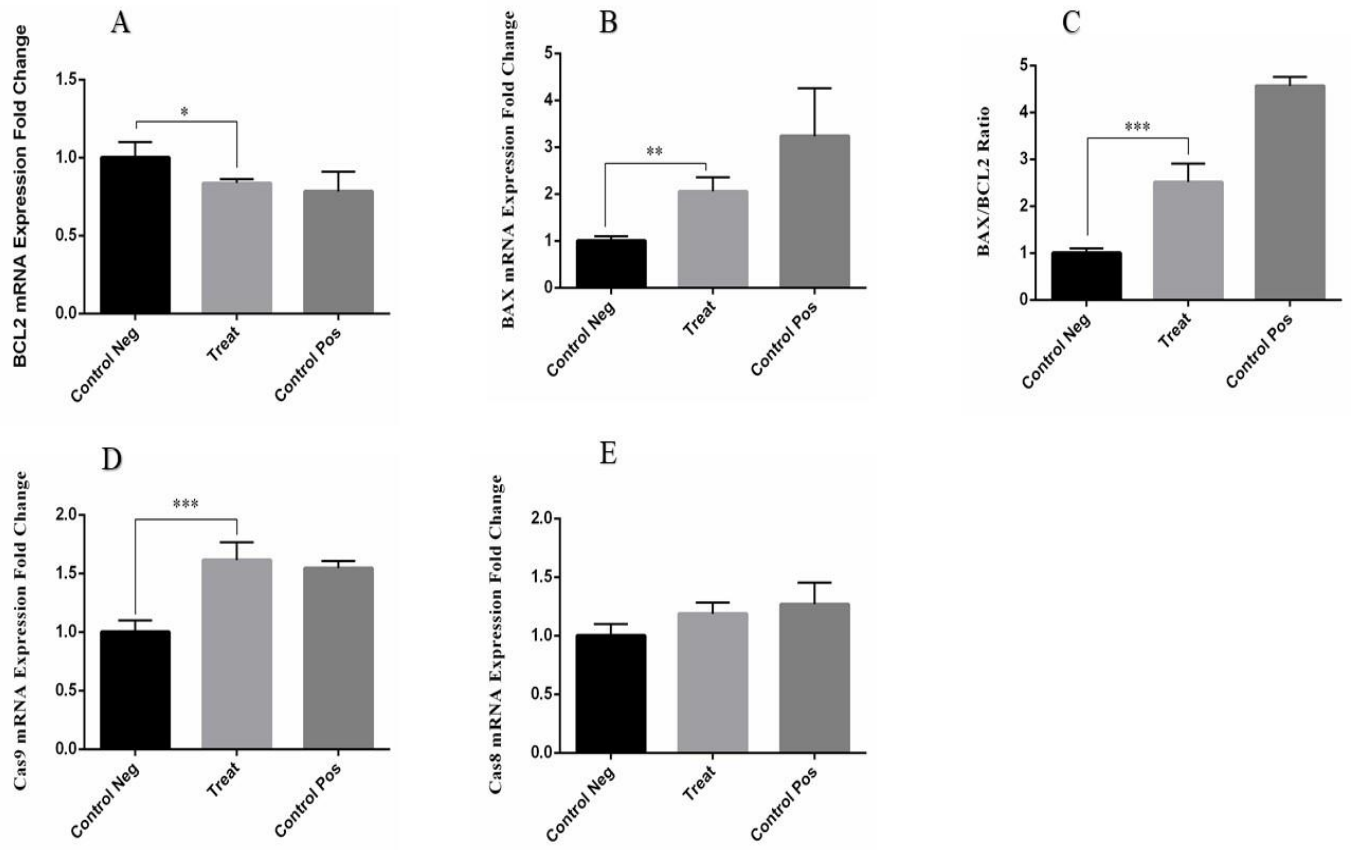 A
BCL2 mRNA Expression Fold Change
1.5
1.0
0.5
0.0
*
Control Neg
Treat
Control Pos
B
BAX mRNA Expression Fold Change
5
4
3
2
1
0
**
Control Neg
Treat
Control Pos
C
BAX/BCL2 Ratio
5
4
3
2
1
0
***
Control Neg
Treat
Control Pos
D
Cas9 mRNA Expression Fold Change
2.0
1.5
1.0
0.5
0.0
***
Control Neg
Treat
Control Pos
E
Cas8 mRNA Expression Fold Change
2.0
1.5
1.0
0.5
0.0
Control Neg
Treat
Control Pos